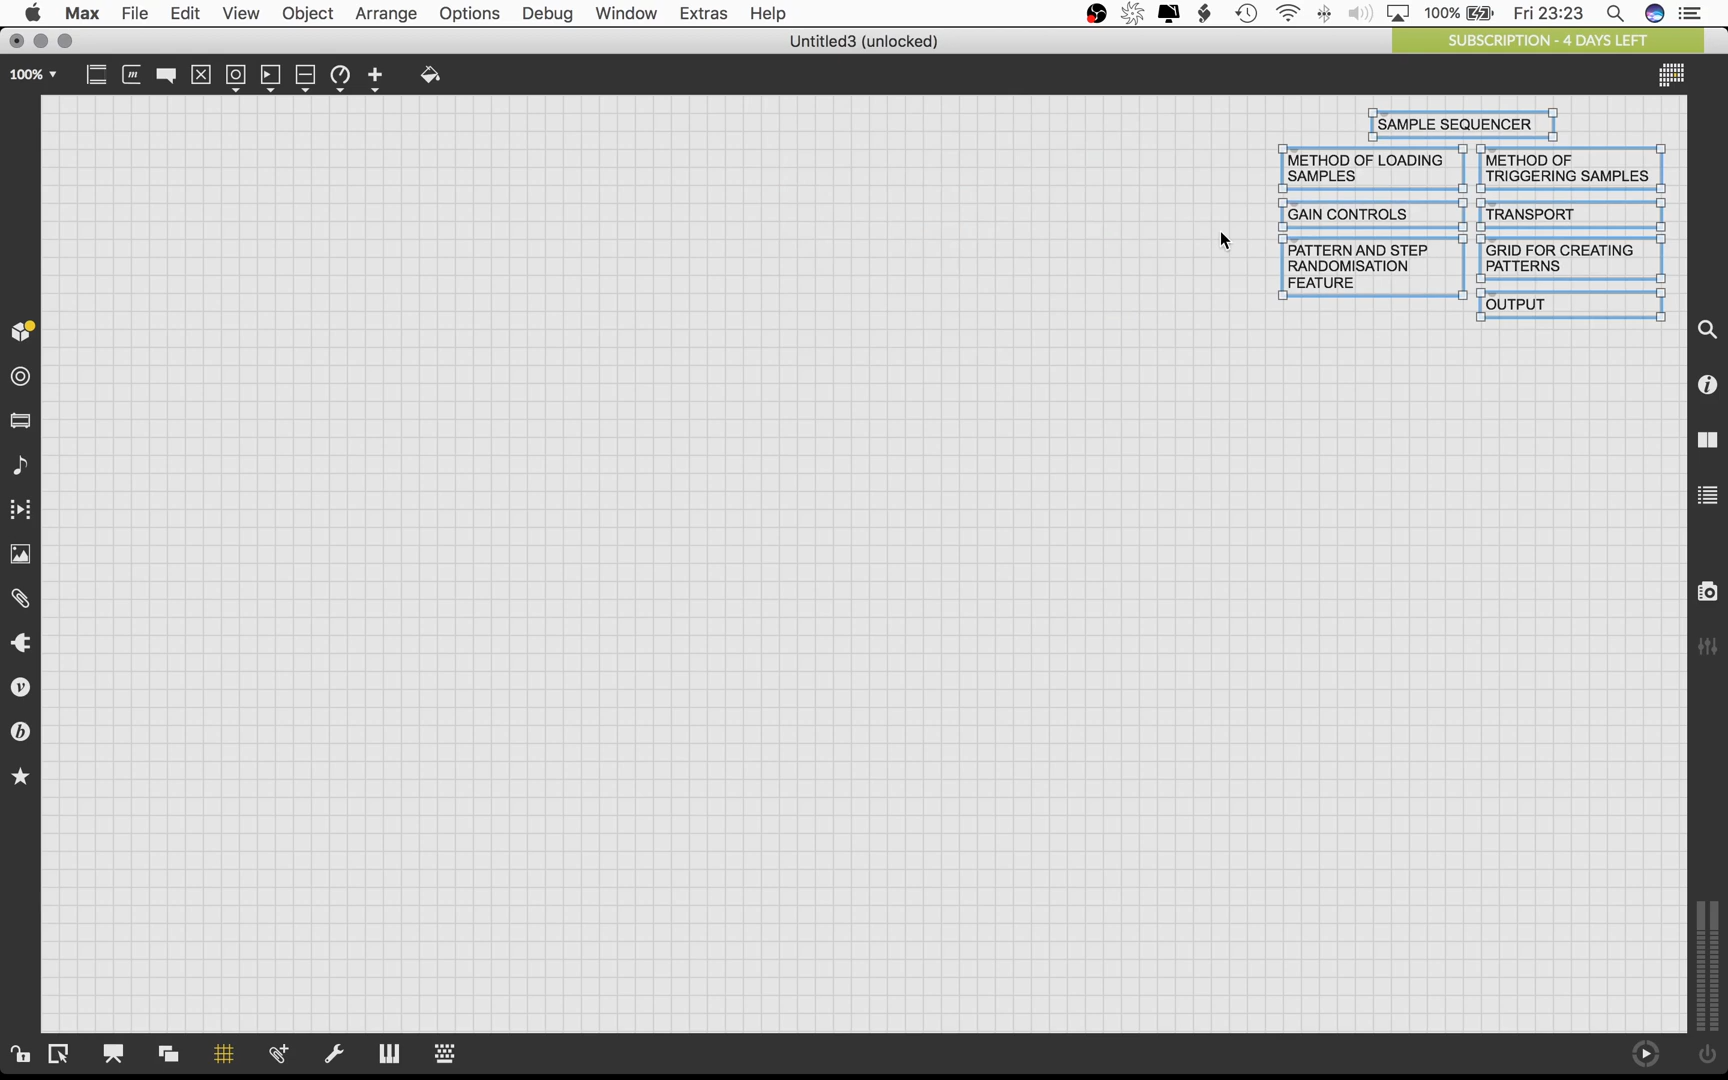 Max File Edit View Object Arrange Options Debug Window Extras Help 100% Fri 23:23
Untitled3 (unlocked)
SUBSCRIPTION - 4 DAYS LEFT
100%
SAMPLE SEQUENCER
METHOD OF LOADING
SAMPLES
METHOD OF
TRIGGERING SAMPLES
GAIN CONTROLS
TRANSPORT
PATTERN AND STEP
RANDOMISATION
FEATURE
GRID FOR CREATING
PATTERNS
OUTPUT